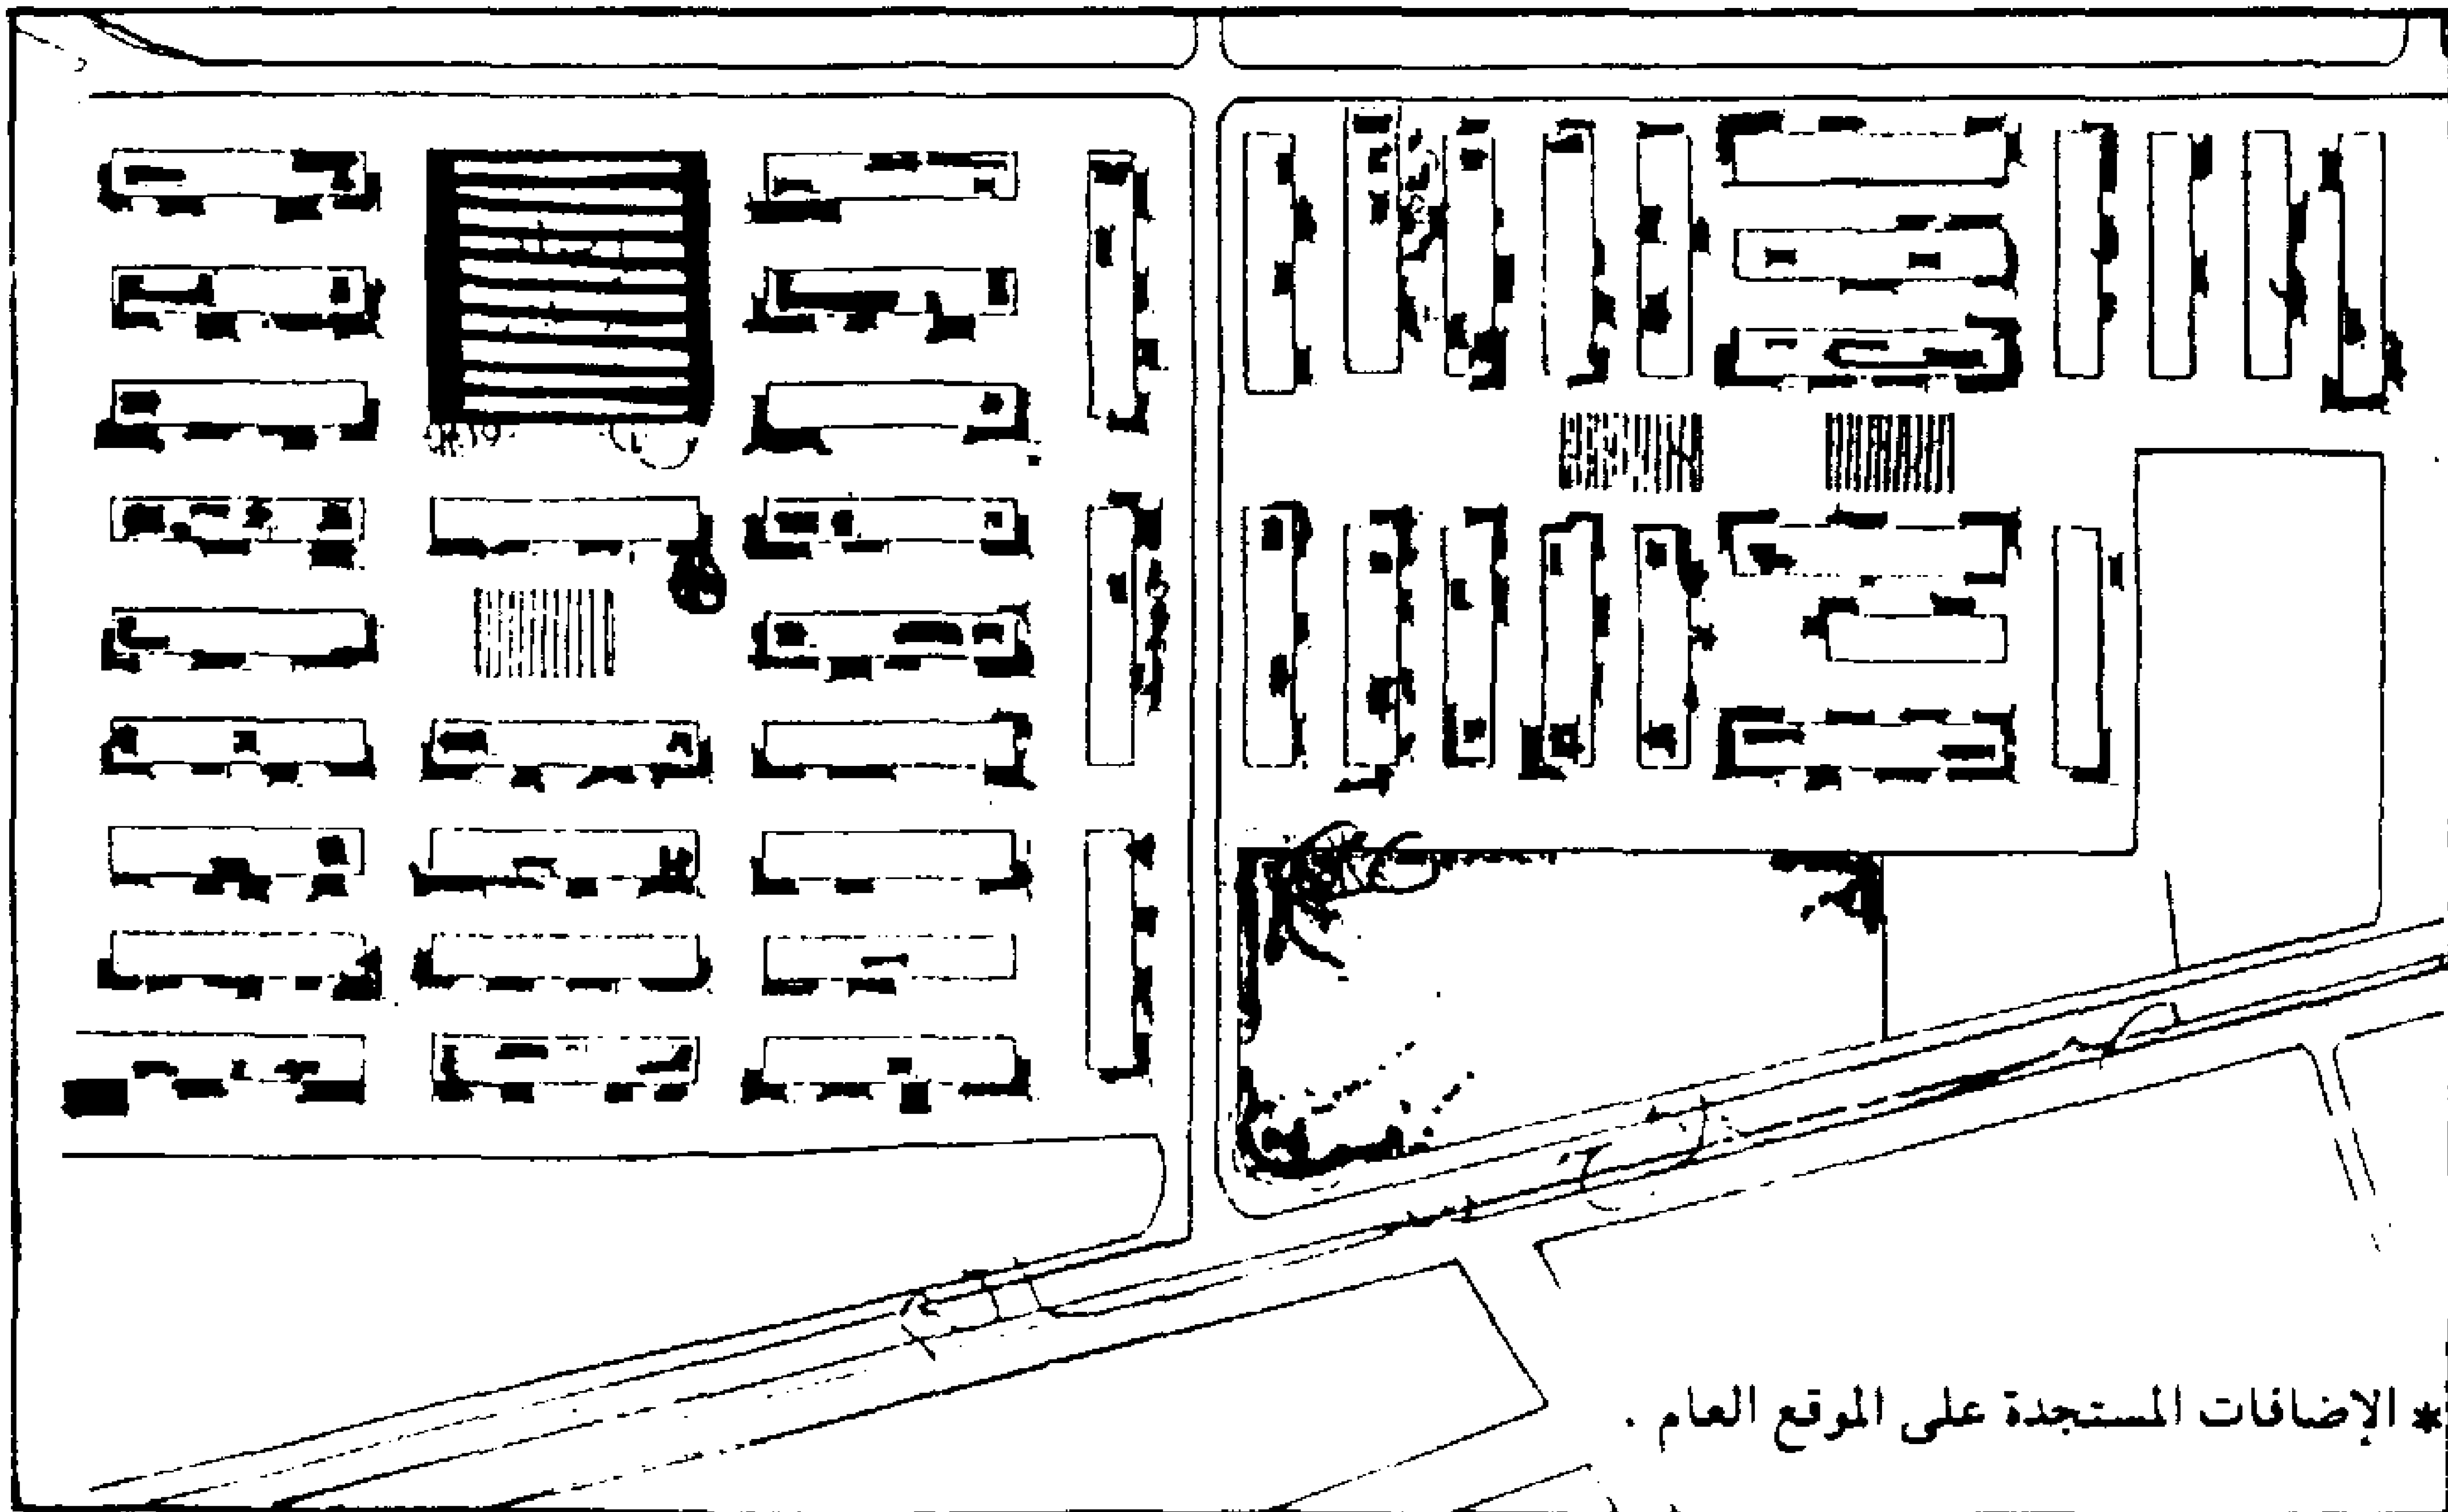 * الإضافات المستجدة على الموقع العام .